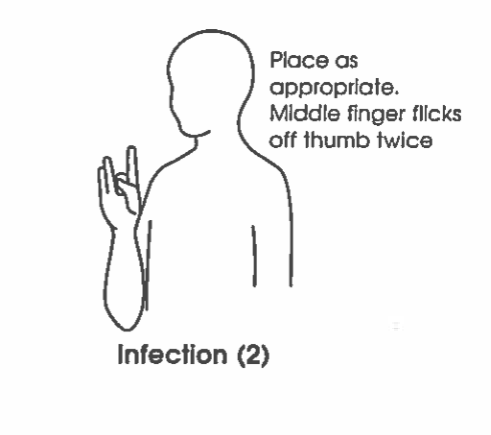 Place as
appropriate.
Middle finger flicks
off thumb twice
Infection (2)